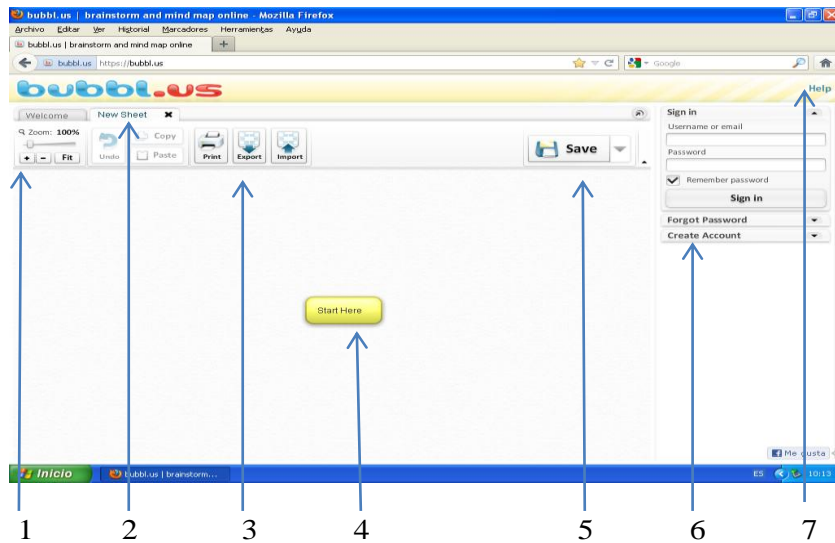 bubbl.us | brainstorm and mind map online - Mozilla Firefox
Archivo Editar Ver Historial Marcadores Herramientas Ayuda
bubbl.us | brainstorm and mind map online +
bubbl.us https://bubbl.us Google
bubbl.us Help
Welcome New Sheet ✖ Sign in
Zoom: 100% Copy Username or email
+ - Fit Undo Paste Print Export Import Save Password
Remember password
Sign in
Forgot Password
Create Account
Start Here
Me gusta
Inicio bubbl.us | brainstorm... ES 10:13
1 2 3 4 5 6 7